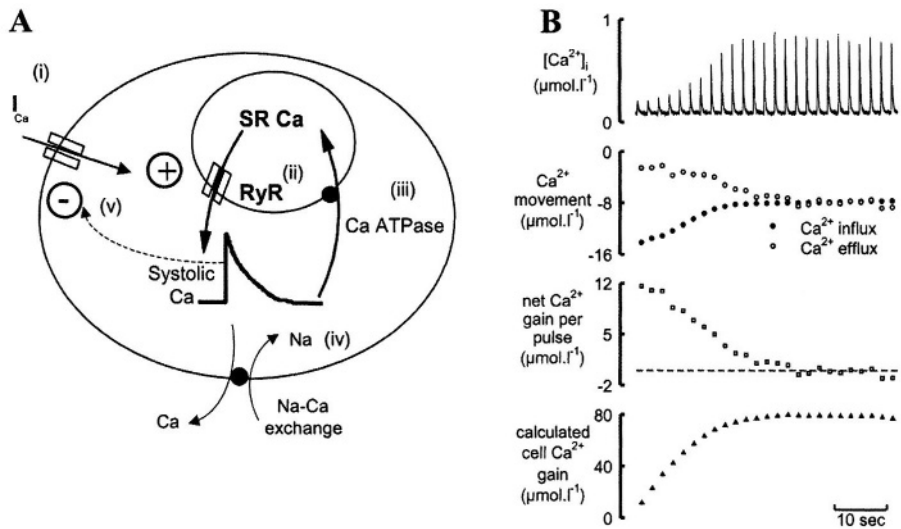 A
(i)
I Ca
SR Ca
(ii)
RyR
(iii)
(v)
Ca ATPase
Systolic
Ca
Na (iv)
Ca
Na-Ca
exchange
B
1
[Ca2+]i
(µmol.l-1)
0
0
Ca2+
movement
(µmol.l-1)
-8
-16
Ca2+ influx
Ca2+ efflux
12
net Ca2+
gain per
pulse
(µmol.l-1)
5
-2
80
calculated
cell Ca2+
gain
(µmol.l-1)
40
0
10 sec